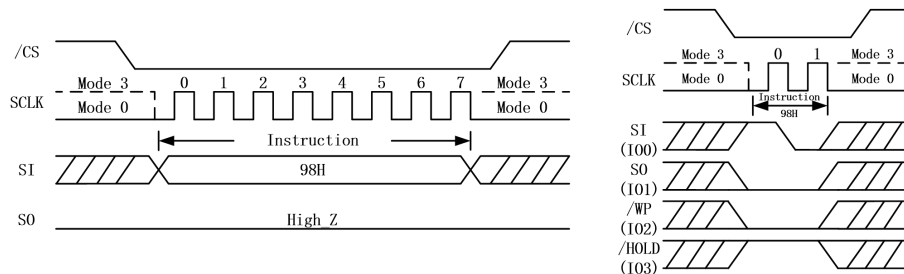 /CS
Mode 3 0 1 2 3 4 5 6 7 Mode 3
SCLK Mode 0 Mode 0
Instruction
SI 98H
SO High_Z
/CS
Mode 3 0 1 Mode 3
SCLK Mode 0 Mode 0
Instruction
98H
SI
(IO0)
SO
(IO1)
/WP
(IO2)
/HOLD
(IO3)